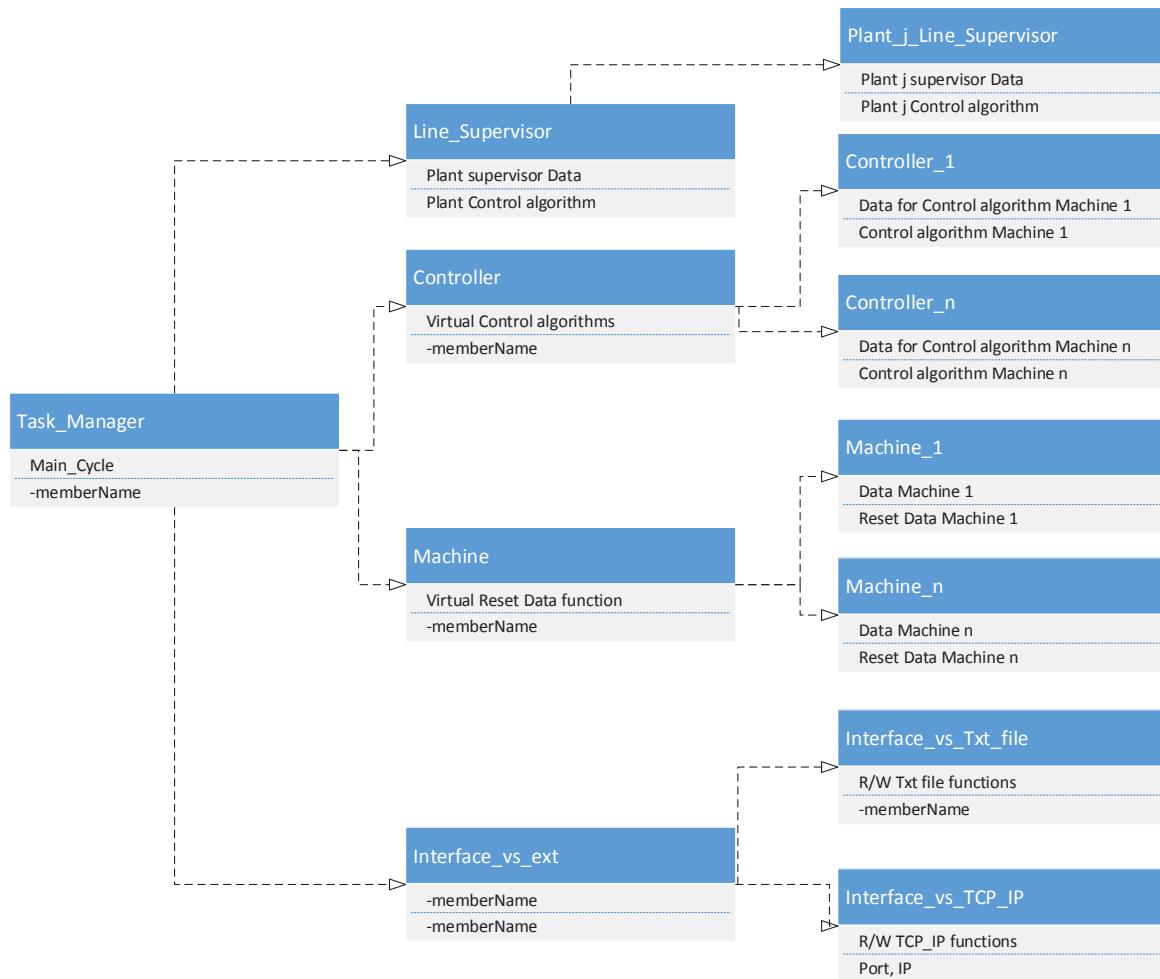 Plant_j_Line_Supervisor
Plant j supervisor Data
Plant j Control algorithm
Line_Supervisor
Plant supervisor Data
Plant Control algorithm
Controller_1
Data for Control algorithm Machine 1
Control algorithm Machine 1
Controller
Virtual Control algorithms
-memberName
Controller_n
Data for Control algorithm Machine n
Control algorithm Machine n
Task_Manager
Main_Cycle
-memberName
Machine_1
Data Machine 1
Reset Data Machine 1
Machine
Virtual Reset Data function
-memberName
Machine_n
Data Machine n
Reset Data Machine n
Interface_vs_Txt_file
R/W Txt file functions
-memberName
Interface_vs_ext
-memberName
-memberName
Interface_vs_TCP_IP
R/W TCP_IP functions
Port, IP